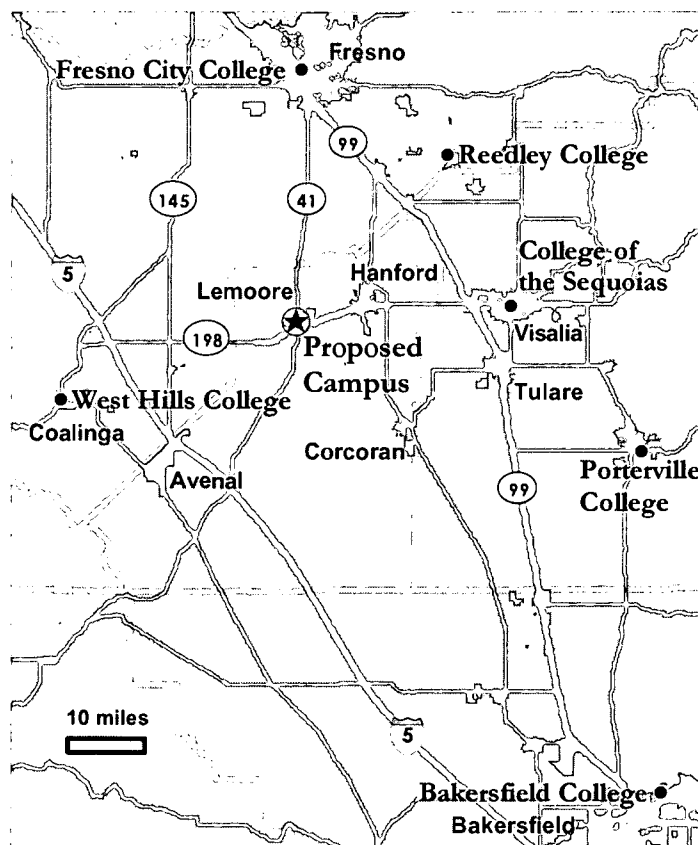 Fresno
Fresno City College
99
Reedley College
145
41
College of
the Sequoias
5
Hanford
Lemoore
198
Proposed
Campus
Visalia
West Hills College
Tulare
Coalinga
Corcoran
Avenal
Porterville
College
99
10 miles
5
Bakersfield College
Bakersfield